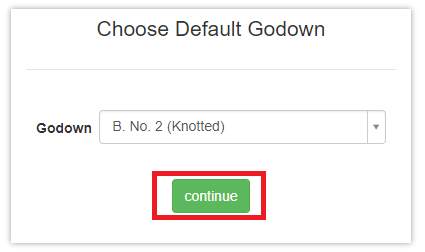 Choose Default Godown
Godown B. No. 2 (Knotted)
continue